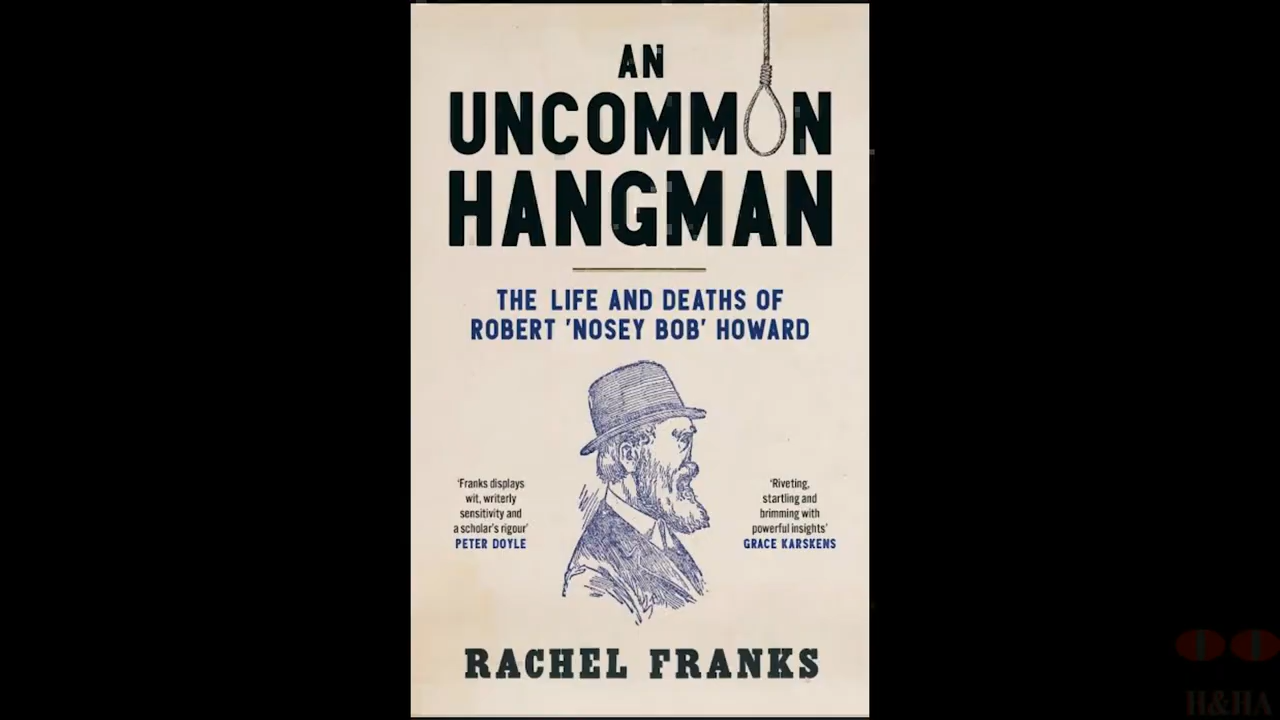 AN
UNCOMMON
HANGMAN
THE LIFE AND DEATHS OF
ROBERT 'NOSEY BOB' HOWARD
'Franks displays
wit, writerly
sensitivity and
a scholar's rigour'
PETER DOYLE
'Riveting,
startling and
brimming with
powerful insights'
GRACE KARSKENS
RACHEL FRANKS
H&HA